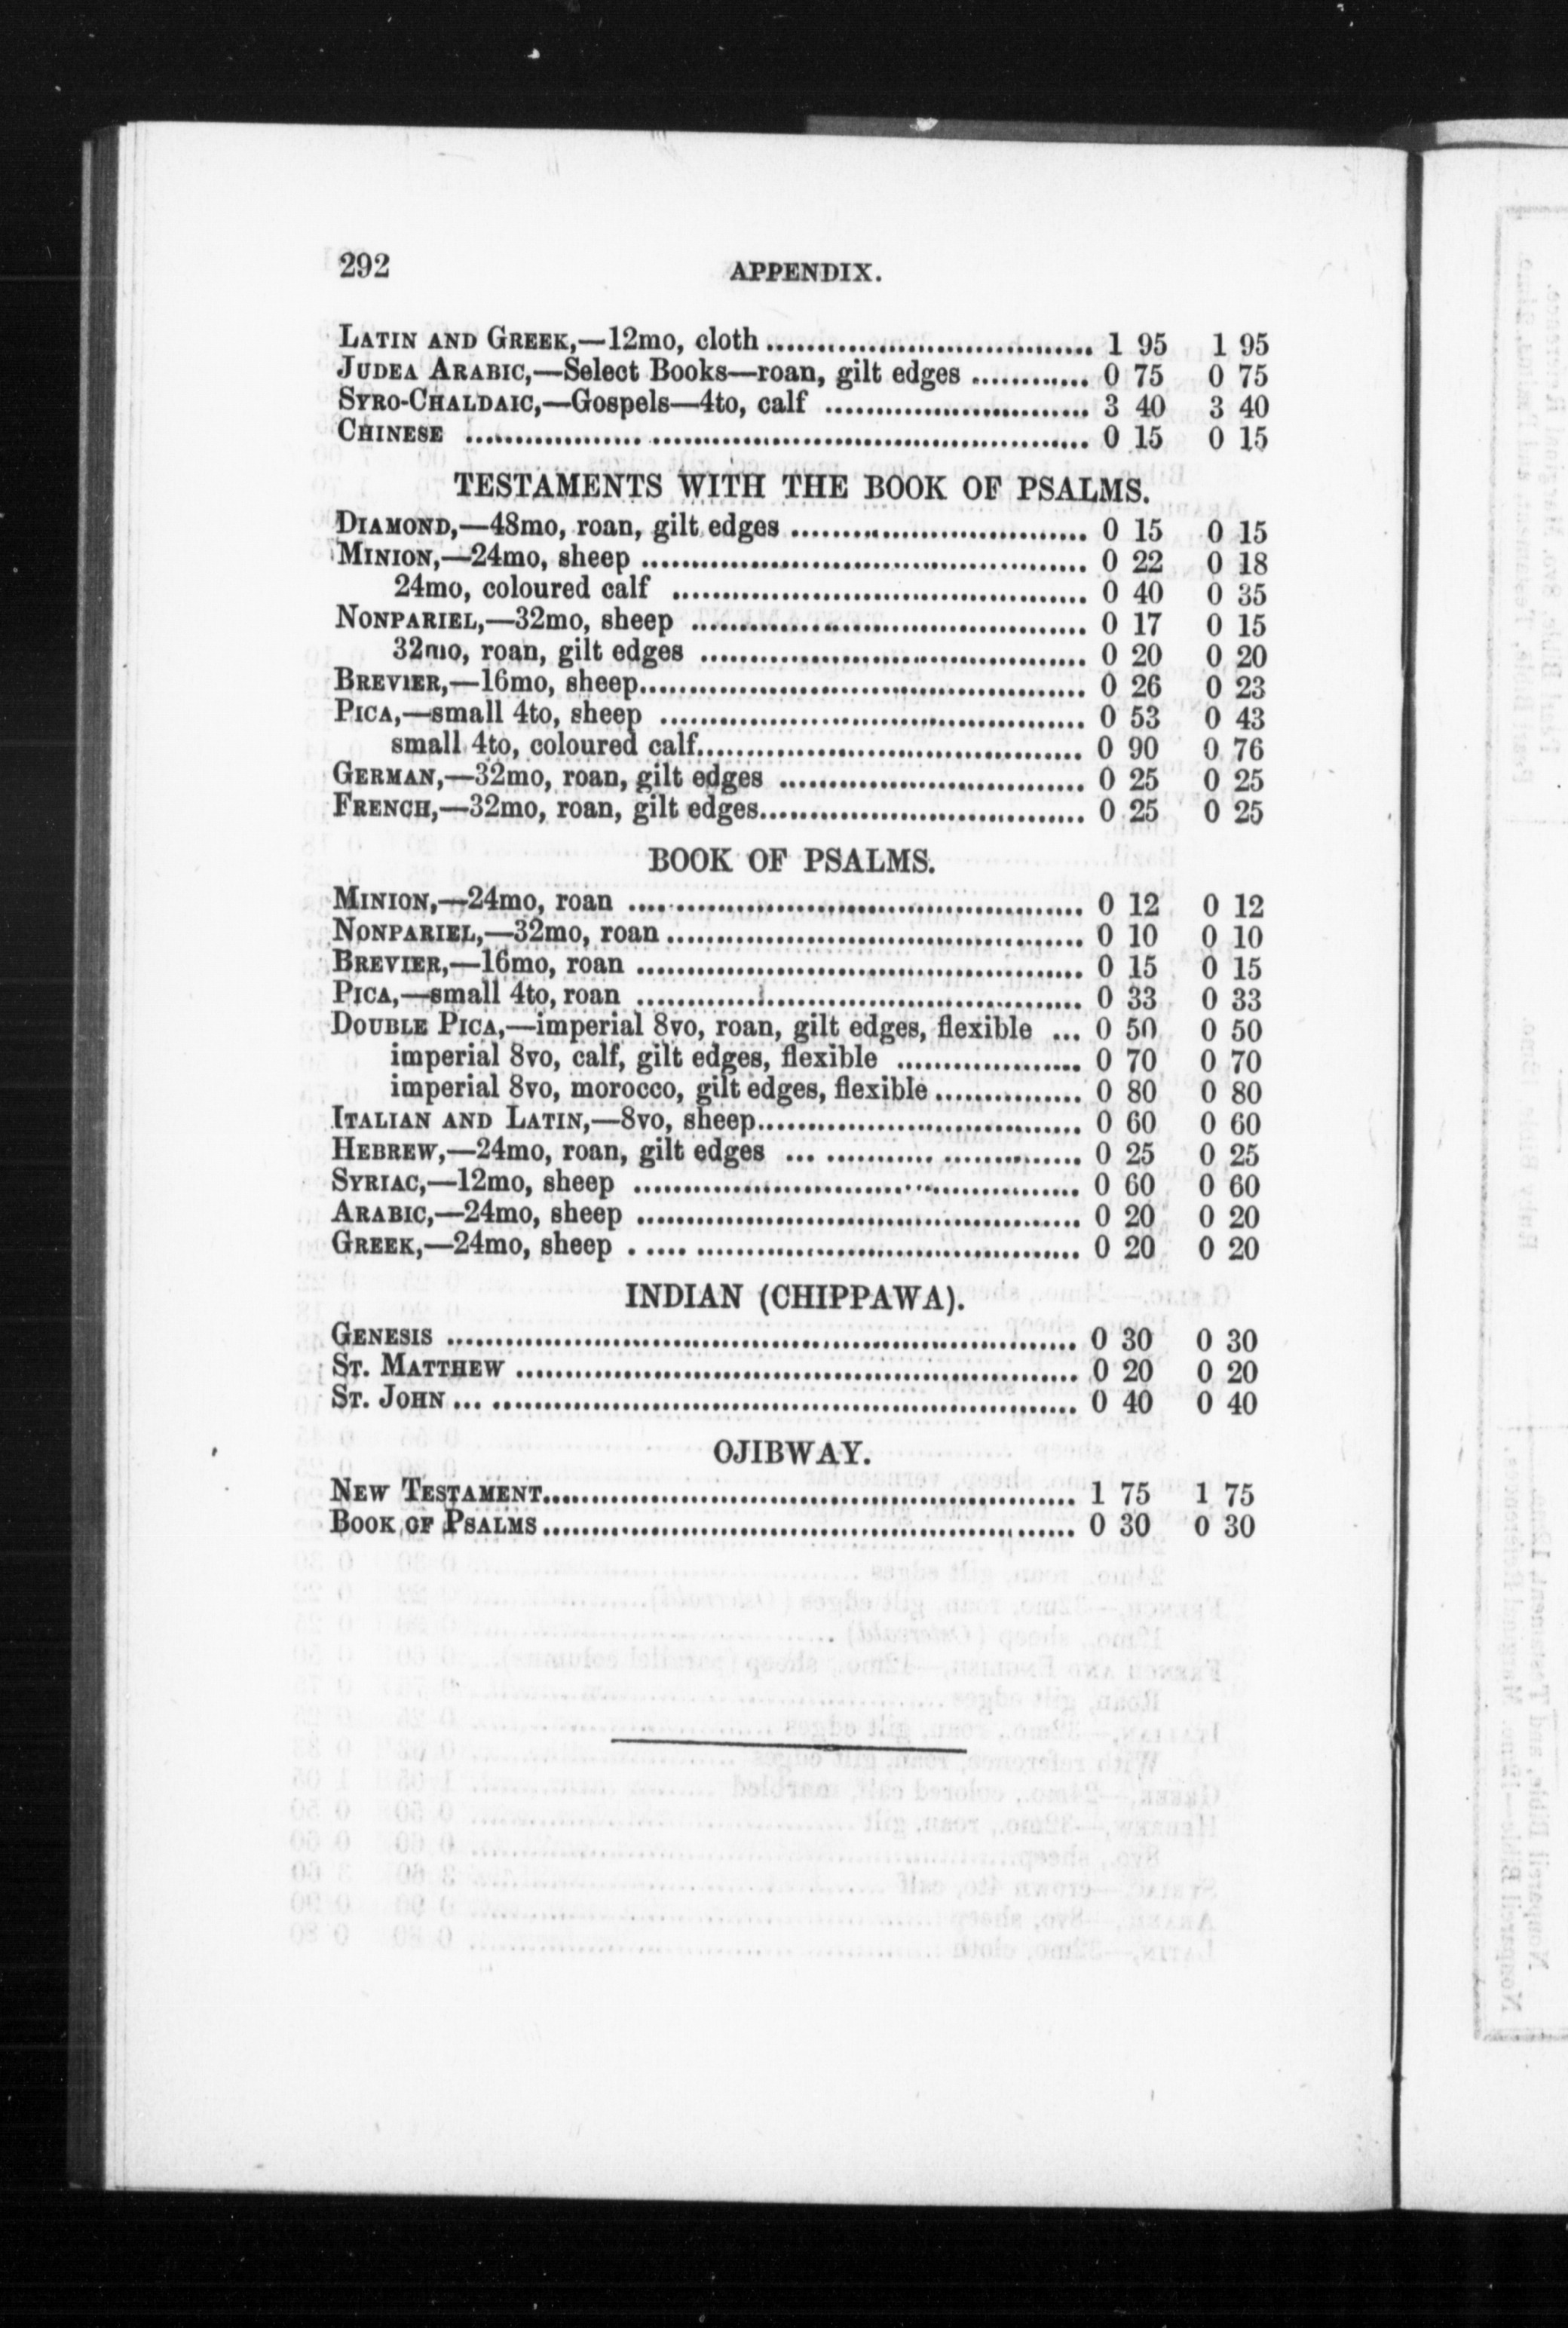 292 APPENDIX.
LATIN AND GREEK,—12mo, cloth ................................ 1 95 1 95
JUDEA ARABIC,—Select Books—roan, gilt edges ............ 0 75 0 75
SYRO-CHALDAIC,—Gospels—4to, calf .......................... 3 40 3 40
CHINESE ............................................................. 0 15 0 15
TESTAMENTS WITH THE BOOK OF PSALMS.
DIAMOND,—48mo, roan, gilt edges ............................. 0 15 0 15
MINION,—24mo, sheep ............................................ 0 22 0 18
24mo, coloured calf ......................................... 0 40 0 35
NONPARIEL,—32mo, sheep ....................................... 0 17 0 15
32mo, roan, gilt edges ...................................... 0 20 0 20
BREVIER,—16mo, sheep............................................ 0 26 0 23
PICA,—small 4to, sheep .......................................... 0 53 0 43
small 4to, coloured calf...................................... 0 90 0 76
GERMAN,—32mo, roan, gilt edges .............................. 0 25 0 25
FRENCH,—32mo, roan, gilt edges................................ 0 25 0 25
BOOK OF PSALMS.
MINION,—24mo, roan ............................................. 0 12 0 12
NONPARIEL,—32mo, roan ......................................... 0 10 0 10
BREVIER,—16mo, roan ............................................ 0 15 0 15
PICA,—small 4to, roan ............................................ 0 33 0 33
DOUBLE PICA,—imperial 8vo, roan, gilt edges, flexible ... 0 50 0 50
imperial 8vo, calf, gilt edges, flexible ................... 0 70 0 70
imperial 8vo, morocco, gilt edges, flexible ............... 0 80 0 80
ITALIAN AND LATIN,—8vo, sheep................................ 0 60 0 60
HEBREW,—24mo, roan, gilt edges ... ........... .............. 0 25 0 25
SYRIAC,—12mo, sheep ............................................ 0 60 0 60
ARABIC,—24mo, sheep ............................................ 0 20 0 20
GREEK,—24mo, sheep . ..... ...................................... 0 20 0 20
INDIAN (CHIPPAWA).
GENESIS ............................................................... 0 30 0 30
ST. MATTHEW ........................................................ 0 20 0 20
ST. JOHN ... .......................................................... 0 40 0 40
OJIBWAY.
NEW TESTAMENT..................................................... 1 75 1 75
BOOK OF PSALMS..................................................... 0 30 0 30